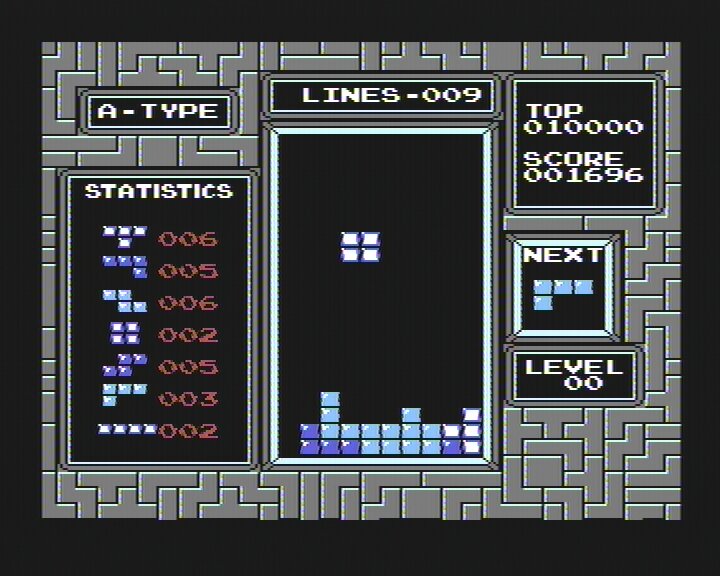 LINES-009
A-TYPE
TOP
010000
SCORE
001696
STATISTICS
006
005
006
002
005
003
002
NEXT
LEVEL
00